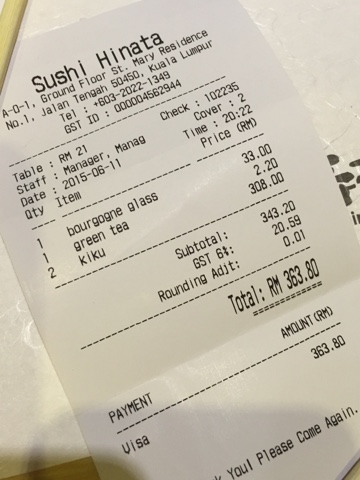 Sushi Hinata
A-0-1, Ground Floor St. Mary Residence
No.1, Jalan Tengah 50450, Kuala Lumpur
Tel : +603-2022-1349
GST ID : 000004562944
Table : RM 21 Check : 102235
Staff : Manager, Manag Cover : 2
Date : 2015-06-11 Time : 20:22
Qty Item Price (RM)
1 bourgogne glass 33.00
1 green tea 2.20
2 kiku 308.00
Subtotal: 343.20
GST 6%: 20.59
Rounding Adjt: 0.01
Total: RM 363.80
AMOUNT(RM)
PAYMENT
Visa 363.80
You! Please Come Again.